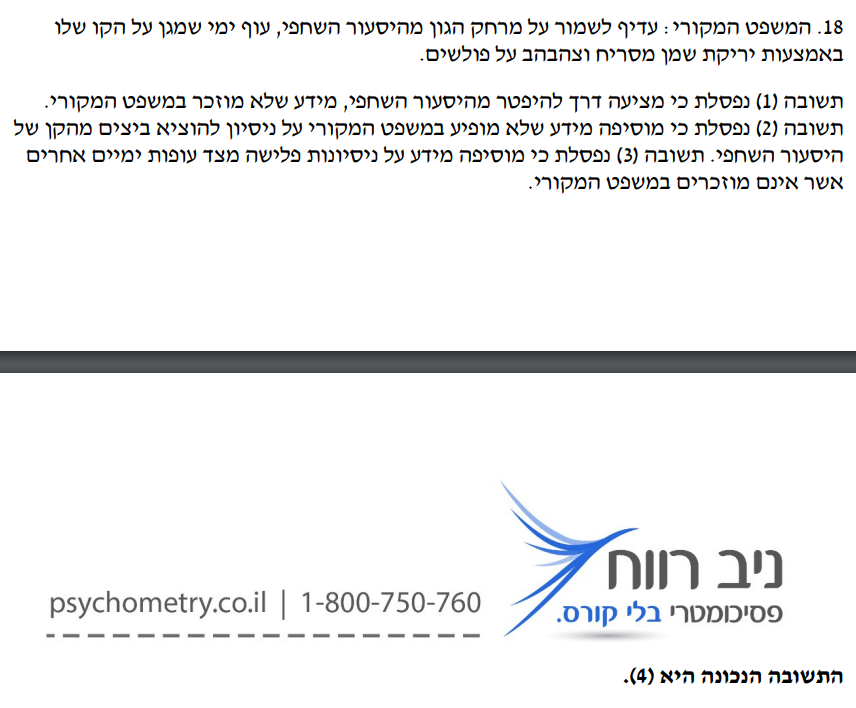 18. המשפט המקורי: עדיף לשמור על מרחק הגון מהיסעור השחפי, עוף ימי שמגן על הקו שלו
באמצעות יריקת שמן מסריח וצהבהב על פולשים.
תשובה (1) נפסלת כי מציעה דרך להיפטר מהיסעור השחפי, מידע שלא מוזכר במשפט המקורי.
תשובה (2) נפסלת כי מוסיפה מידע שלא מופיע במשפט המקורי על ניסיון להוציא ביצים מהקן של
היסעור השחפי. תשובה (3) נפסלת כי מוסיפה מידע על ניסיונות פלישה מצד עופות ימיים אחרים
אשר אינם מוזכרים במשפט המקורי.
ניב רווח
פסיכומטרי בלי קורס.
psychometry.co.il | 1-800-750-760
התשובה הנכונה היא (4).